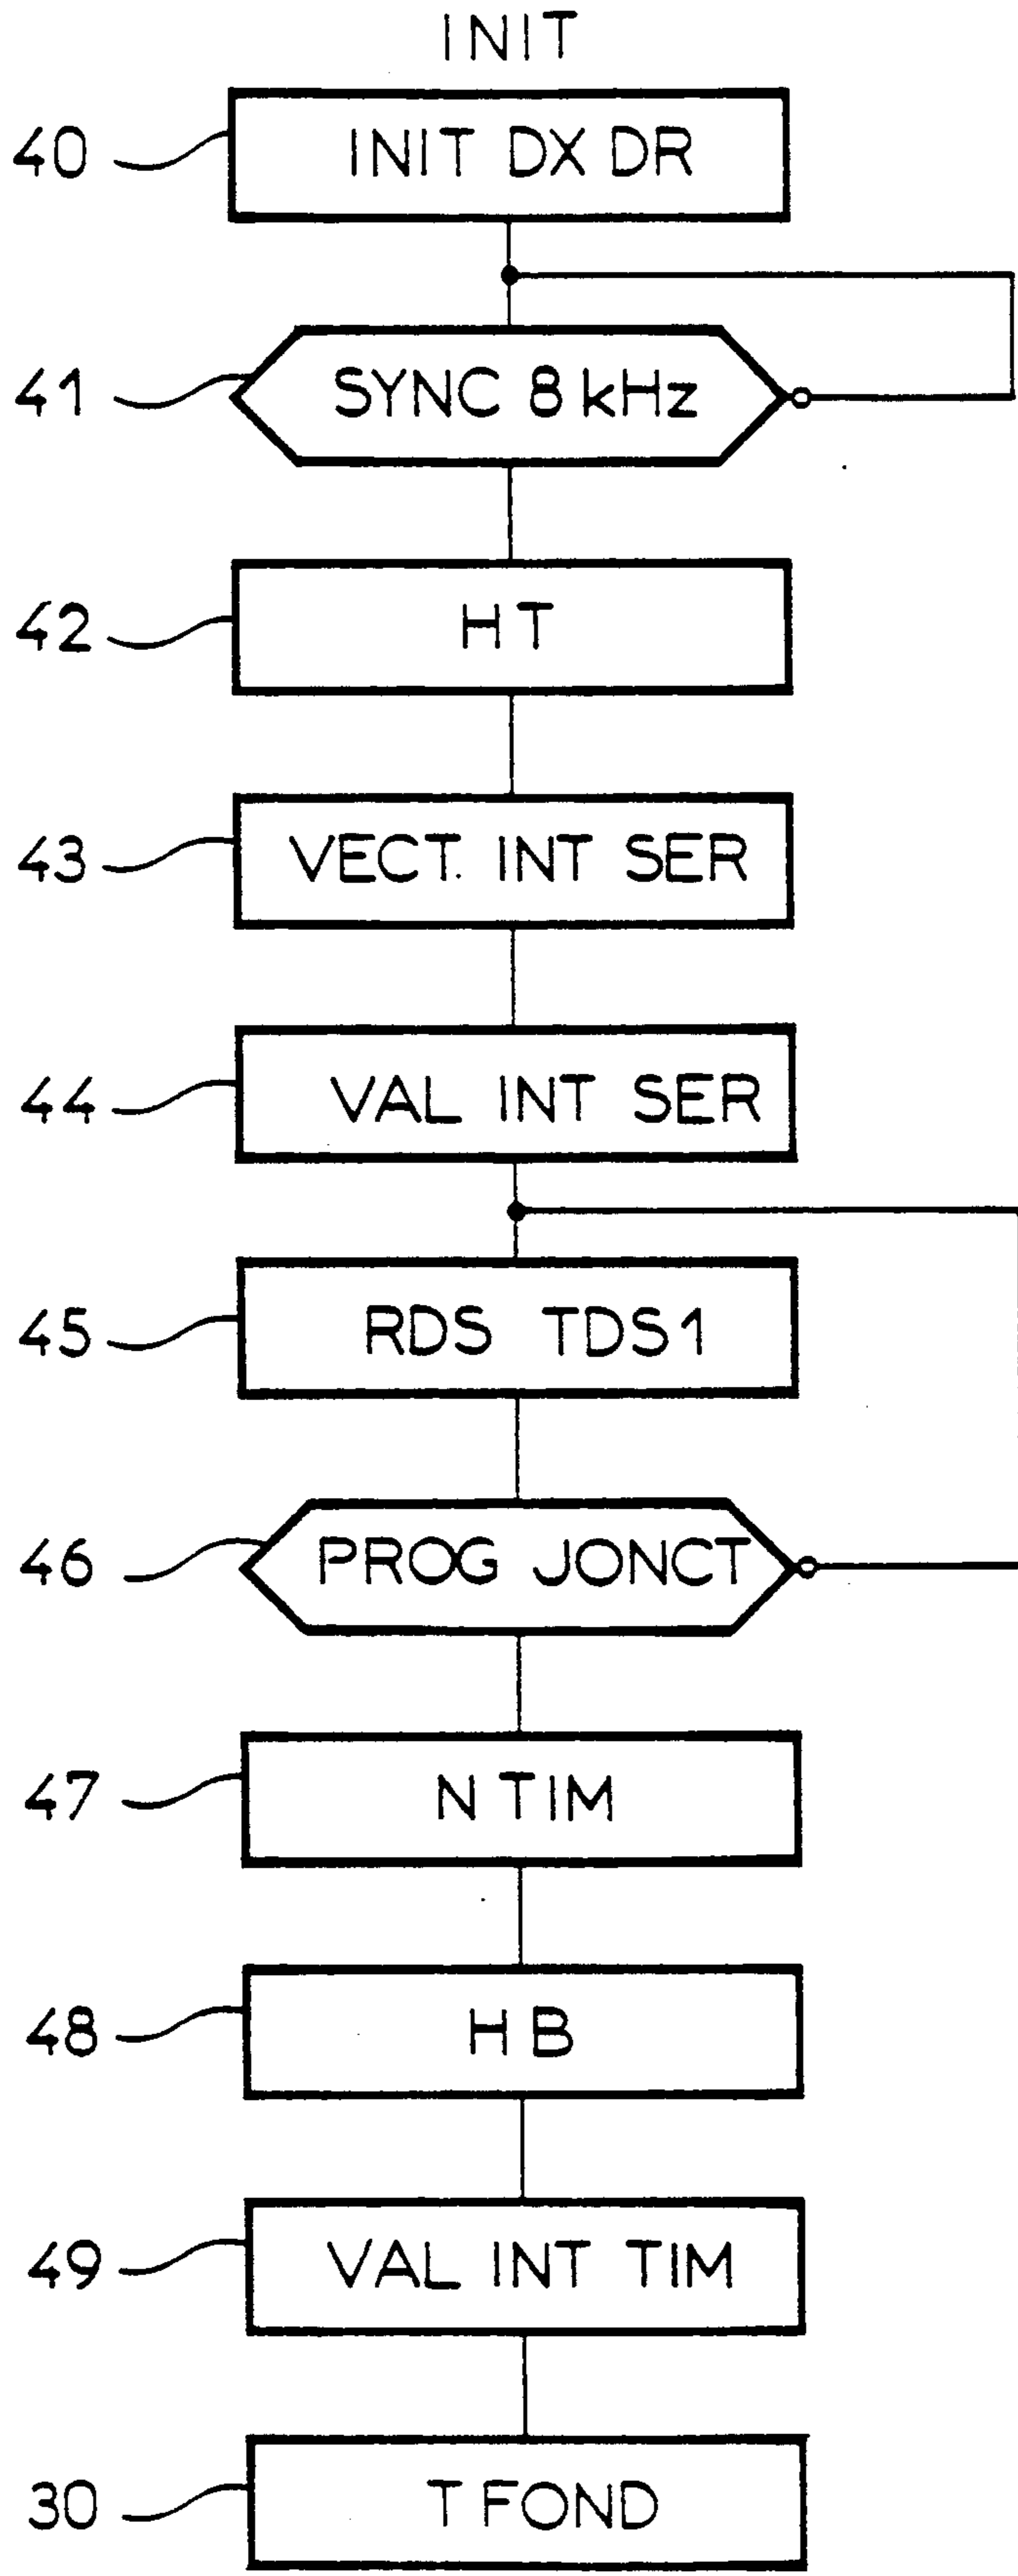 INIT
40 INIT DX DR
41 SYNC 8 kHz
42 HT
43 VECT. INT SER
44 VAL INT SER
45 RDS TDS1
46 PROG JONCT
47 N TIM
48 HB
49 VAL INT TIM
30 T FOND